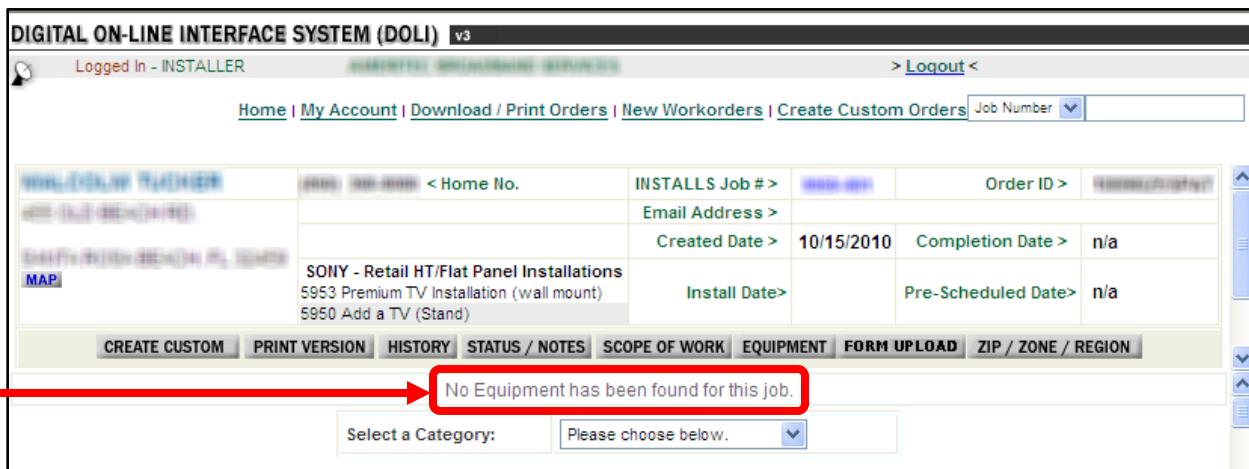 DIGITAL ON-LINE INTERFACE SYSTEM (DOLI) v3
Logged In - INSTALLER > Logout <
Home | My Account | Download / Print Orders | New Workorders | Create Custom Orders Job Number
< Home No. INSTALLS Job # > Order ID >
Email Address >
Created Date > 10/15/2010 Completion Date > n/a
MAP
SONY - Retail HT/Flat Panel Installations
5953 Premium TV Installation (wall mount) Install Date> Pre-Scheduled Date> n/a
5950 Add a TV (Stand)
CREATE CUSTOM PRINT VERSION HISTORY STATUS / NOTES SCOPE OF WORK EQUIPMENT FORM UPLOAD ZIP / ZONE / REGION
No Equipment has been found for this job.
Select a Category: Please choose below.